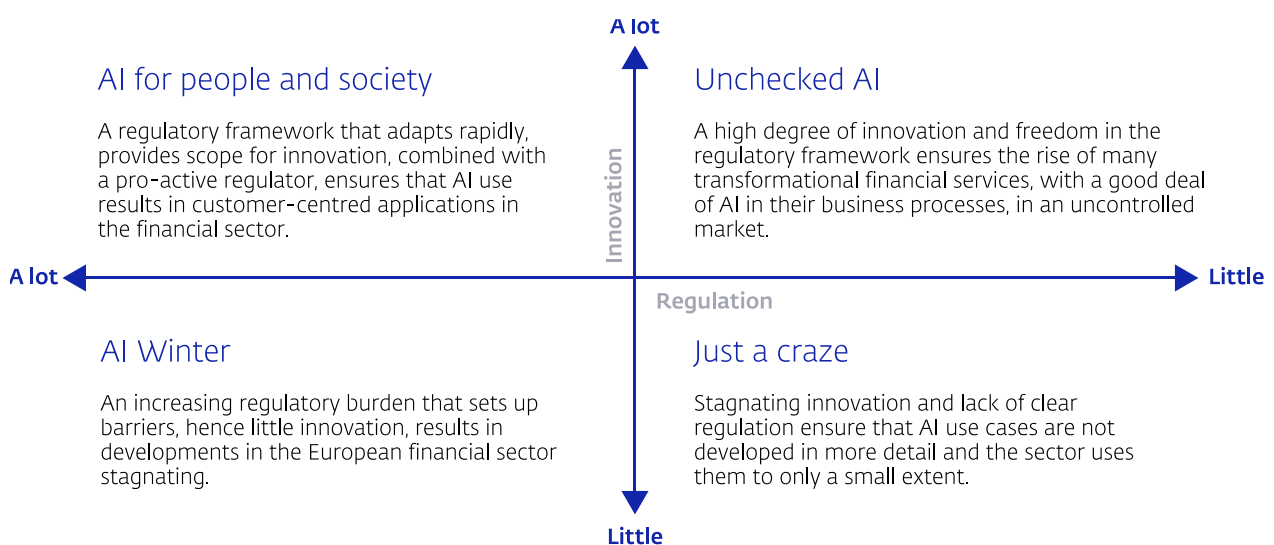 A lot
AI for people and society
A regulatory framework that adapts rapidly,
provides scope for innovation, combined with
a pro-active regulator, ensures that AI use
results in customer-centred applications in
the financial sector.
Unchecked AI
A high degree of innovation and freedom in the
regulatory framework ensures the rise of many
transformational financial services, with a good deal
of AI in their business processes, in an uncontrolled
market.
Innovation
A lot
Little
Regulation
AI Winter
An increasing regulatory burden that sets up
barriers, hence little innovation, results in
developments in the European financial sector
stagnating.
Just a craze
Stagnating innovation and lack of clear
regulation ensure that AI use cases are not
developed in more detail and the sector uses
them to only a small extent.
Little